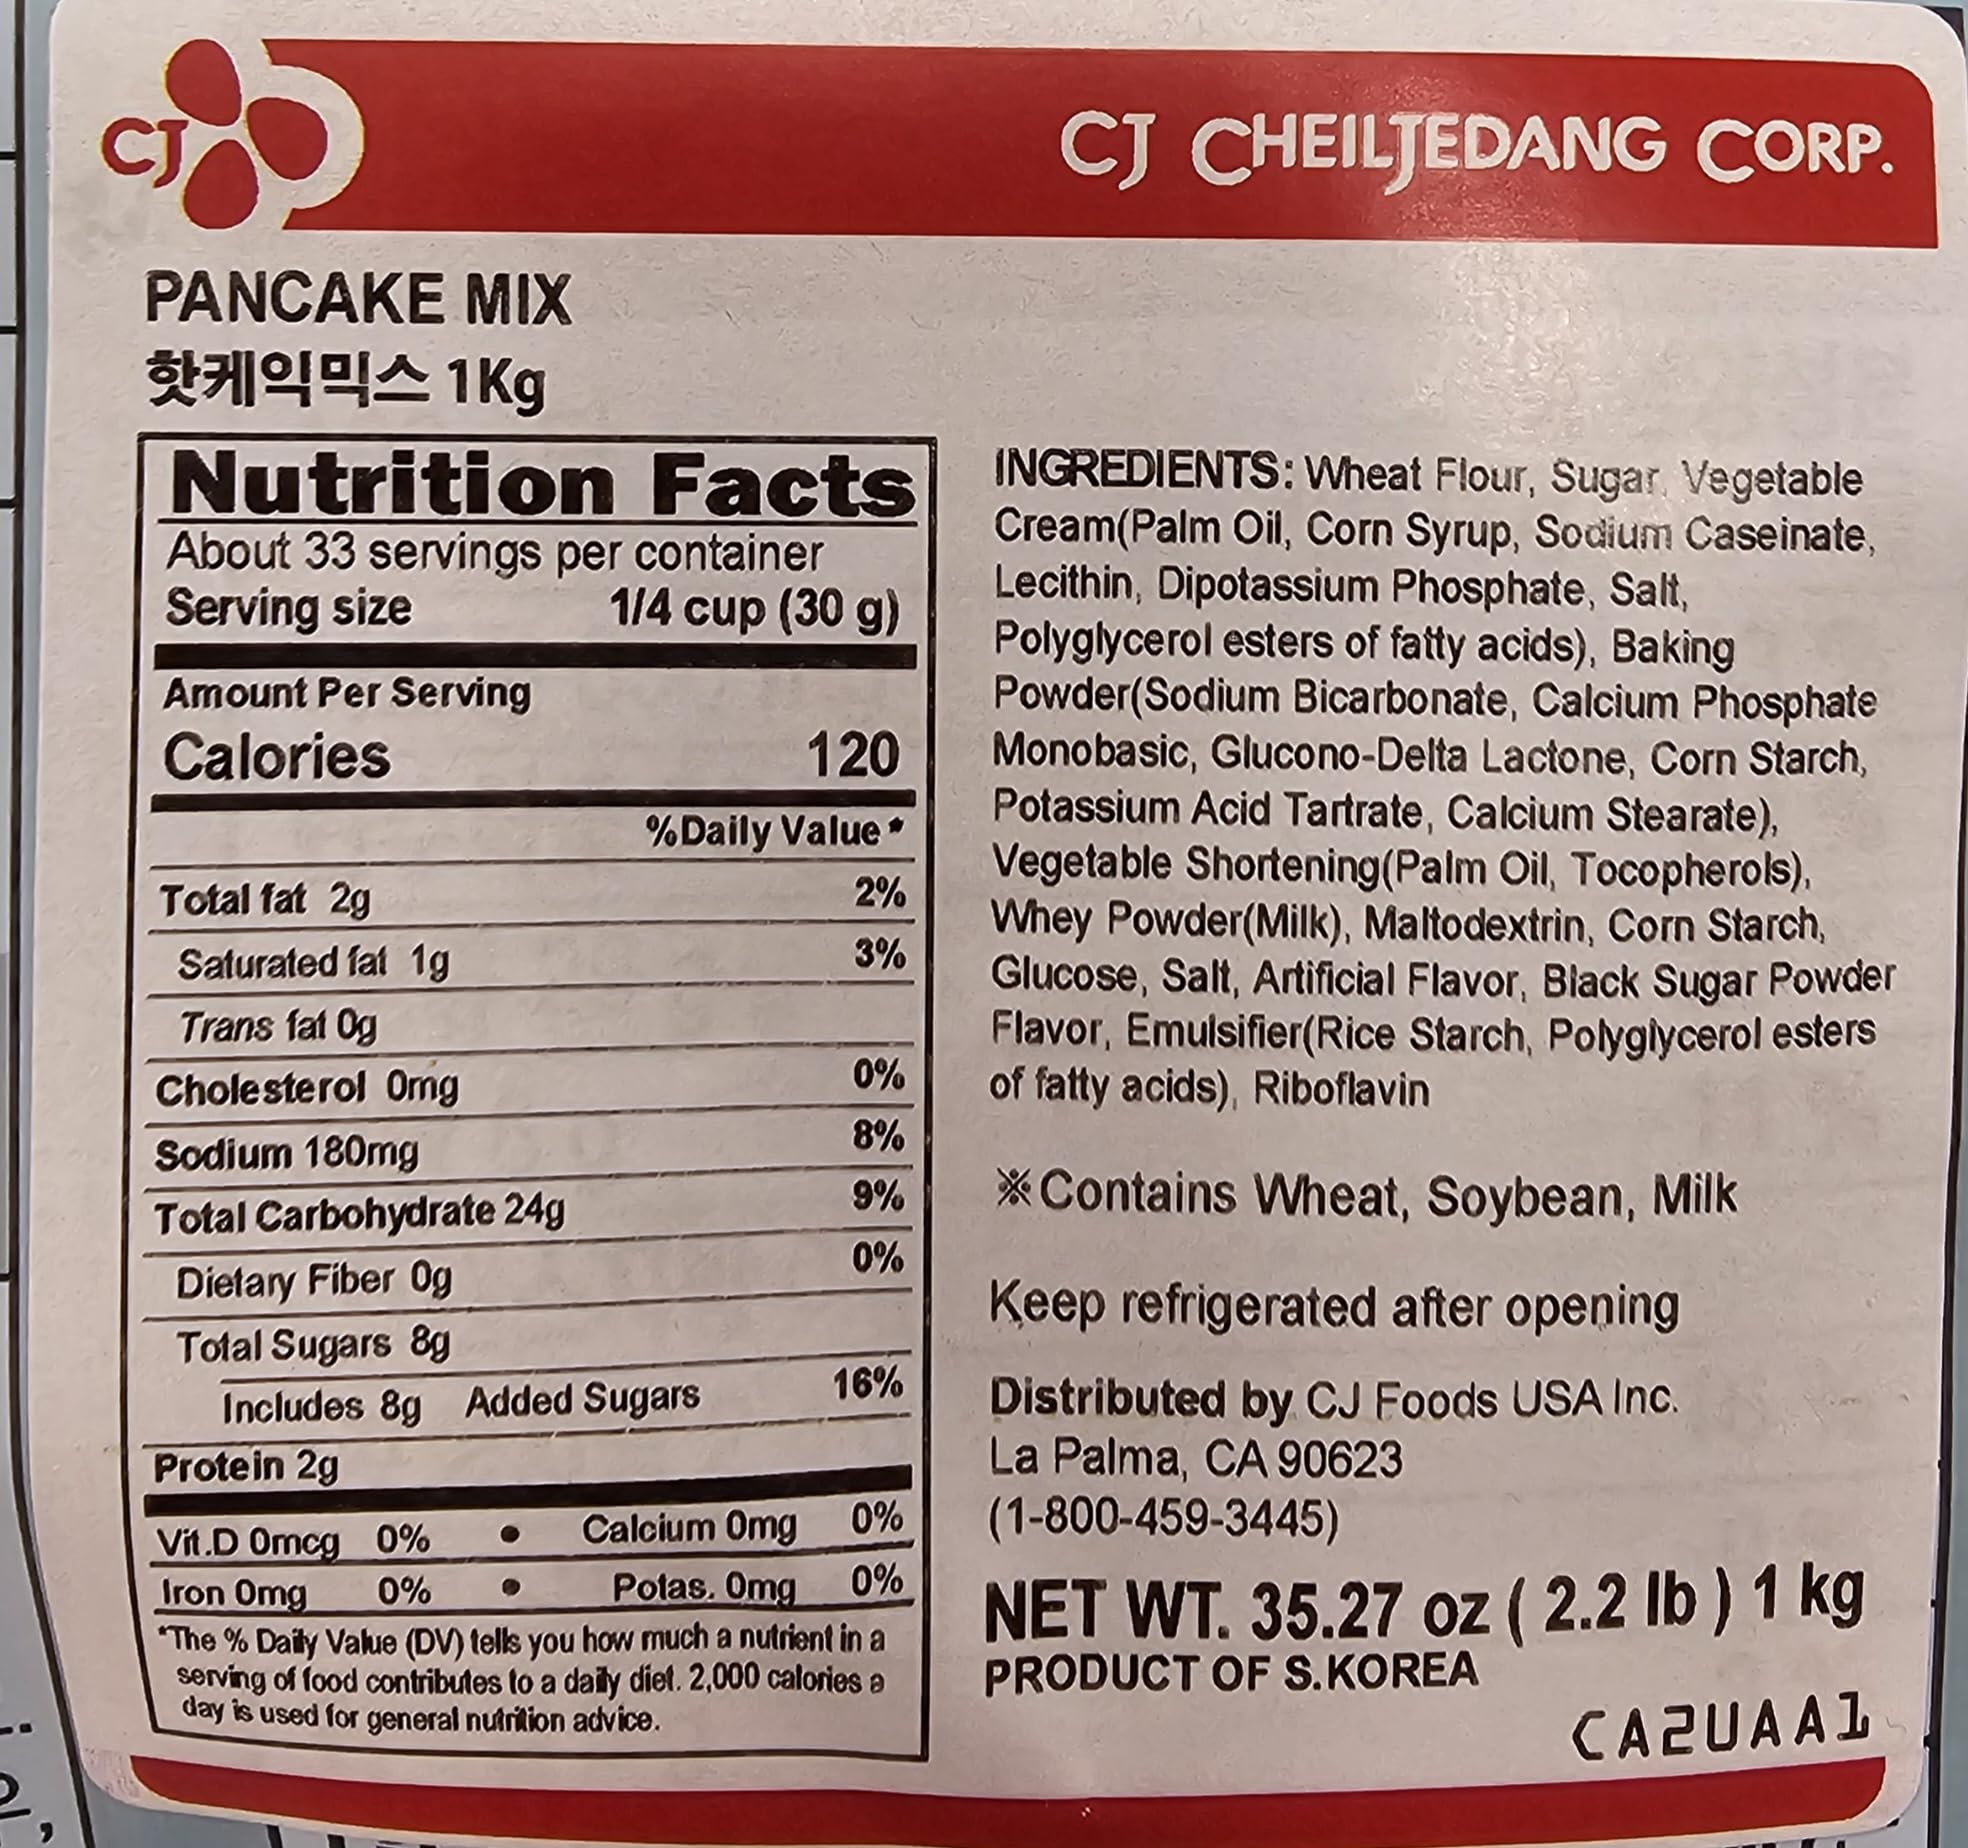 CJ
CJ CHEILJEDANG CORP.
PANCAKE MIX
핫케익믹스 1Kg
Nutrition Facts
About 33 servings per container
Serving size 1/4 cup (30 g)
Amount Per Serving
Calories 120
%Daily Value*
Total fat 2g 2%
Saturated fat 1g 3%
Trans fat 0g
Cholesterol 0mg 0%
Sodium 180mg 8%
Total Carbohydrate 24g 9%
Dietary Fiber 0g 0%
Total Sugars 8g
Includes 8g Added Sugars 16%
Protein 2g
Vit.D 0mcg 0% • Calcium 0mg 0%
Iron 0mg 0% • Potas. 0mg 0%
*The % Daily Value (DV) tells you how much a nutrient in a
serving of food contributes to a daily diet. 2,000 calories a
day is used for general nutrition advice.
INGREDIENTS: Wheat Flour, Sugar, Vegetable
Cream(Palm Oil, Corn Syrup, Sodium Caseinate,
Lecithin, Dipotassium Phosphate, Salt,
Polyglycerol esters of fatty acids), Baking
Powder(Sodium Bicarbonate, Calcium Phosphate
Monobasic, Glucono-Delta Lactone, Corn Starch,
Potassium Acid Tartrate, Calcium Stearate),
Vegetable Shortening(Palm Oil, Tocopherols),
Whey Powder(Milk), Maltodextrin, Corn Starch,
Glucose, Salt, Artificial Flavor, Black Sugar Powder
Flavor, Emulsifier(Rice Starch, Polyglycerol esters
of fatty acids), Riboflavin
※Contains Wheat, Soybean, Milk
Keep refrigerated after opening
Distributed by CJ Foods USA Inc.
La Palma, CA 90623
(1-800-459-3445)
NET WT. 35.27 oz ( 2.2 lb ) 1 kg
PRODUCT OF S.KOREA
CA2UAA1